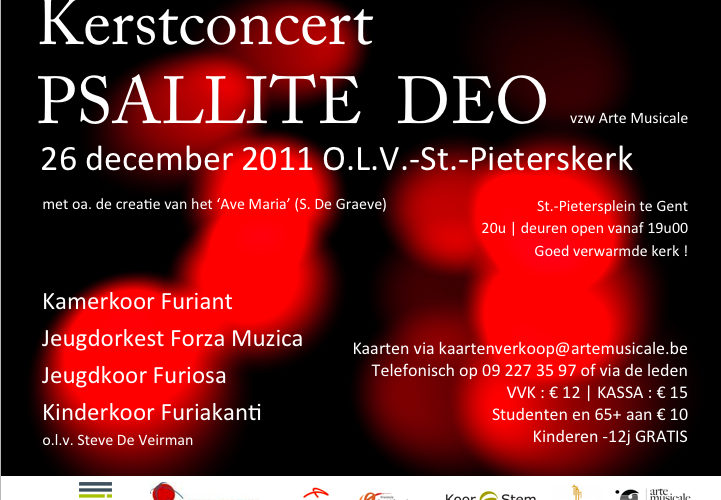 Kerstconcert
PSALLITE DEO vzw Arte Musicale
26 december 2011 O.L.V.-St.-Pieterskerk
met oa. de creatie van het ‘Ave Maria’ (S. De Graeve)
St.-Pietersplein te Gent
20u | deuren open vanaf 19u00
Goed verwarmde kerk !
Kamerkoor Furiant
Jeugdorkest Forza Muzica
Jeugdkoor Furiosa
Kinderkoor Furiakanti
o.l.v. Steve De Veirman
Kaarten via kaartenverkoop@artemusicale.be
Telefonisch op 09 227 35 97 of via de leden
VVK : € 12 | KASSA : € 15
Studenten en 65+ aan € 10
Kinderen -12j GRATIS
Koor Stem
arte musicale